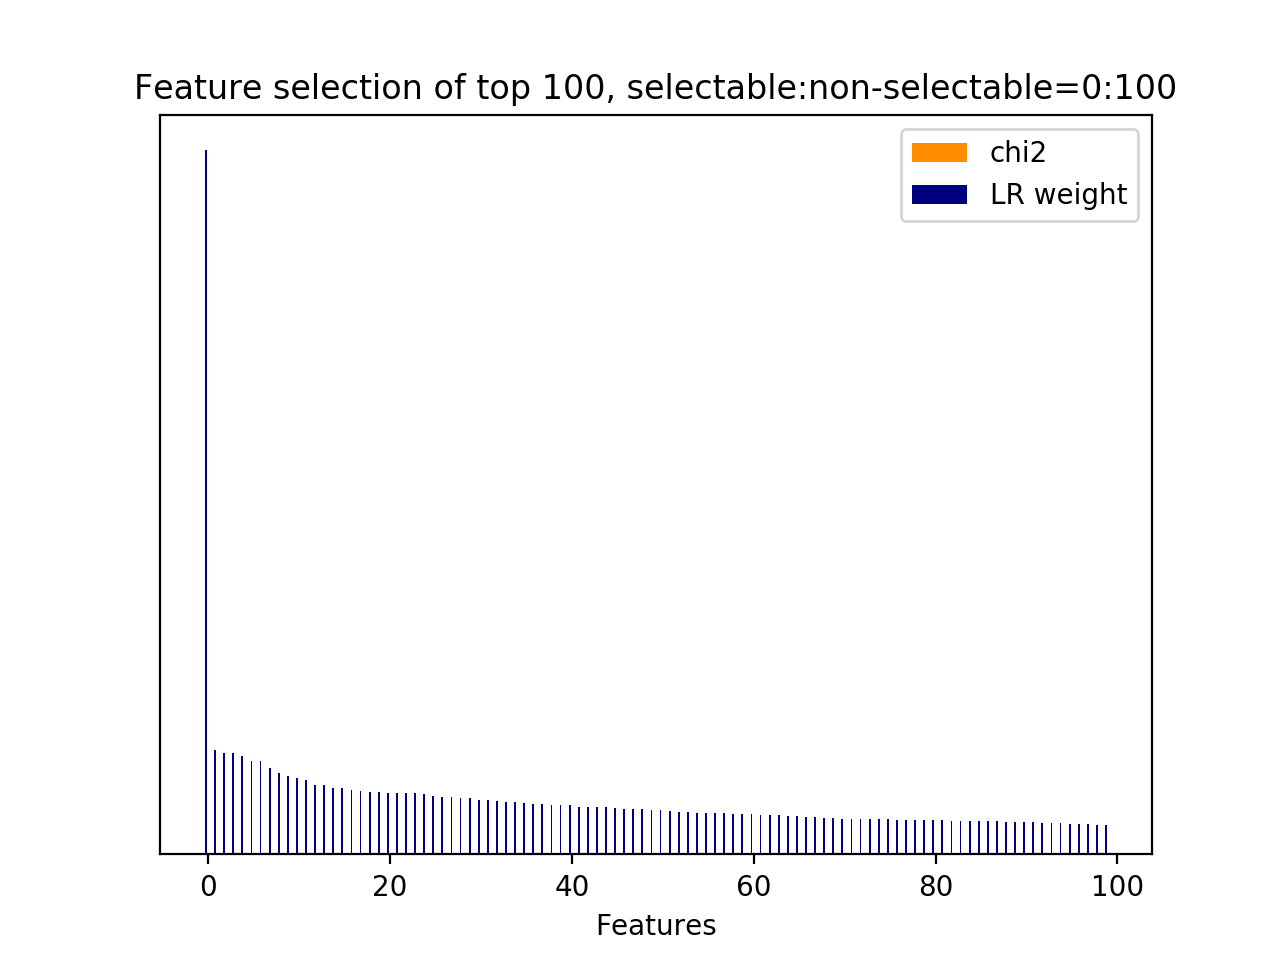 Feature selection of top 100, selectable:non-selectable=0:100
chi2
LR weight
0 20 40 60 80 100
Features